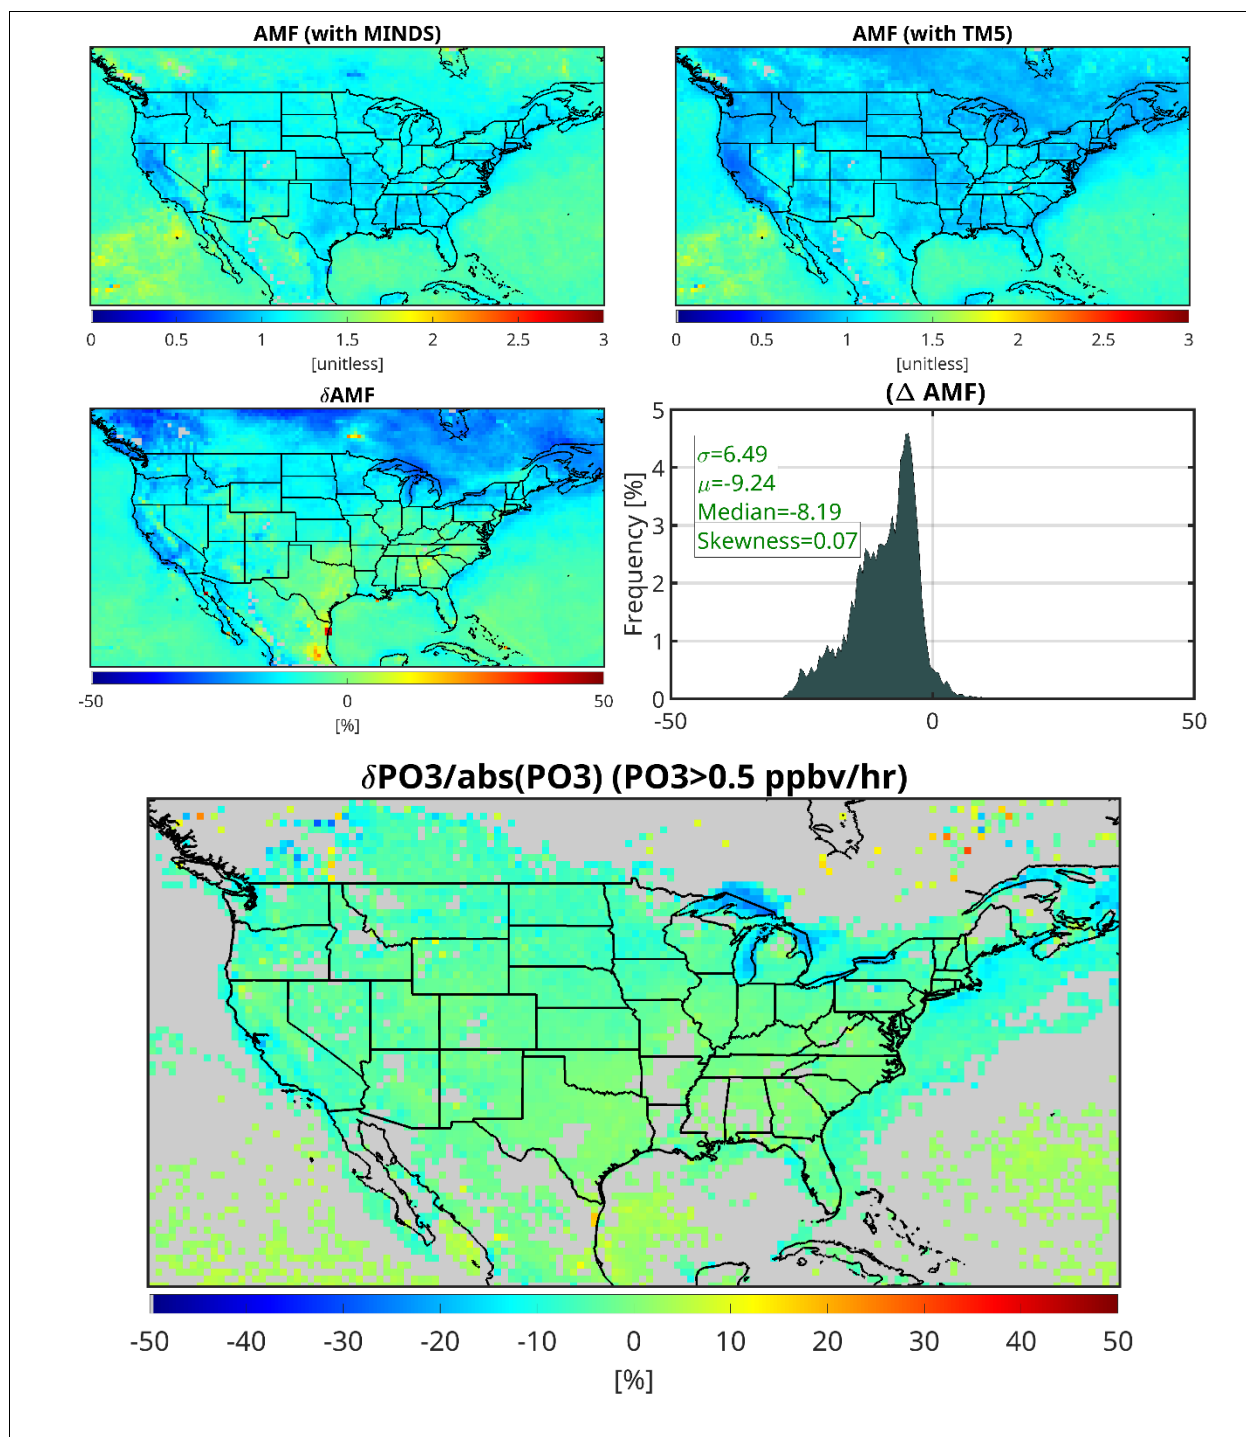 AMF (with MINDS)
AMF (with TM5)
0 0.5 1 1.5 2 2.5 3
[unitless]
0 0.5 1 1.5 2 2.5 3
[unitless]
δAMF
-50 0 50
[%]
(Δ AMF)
σ=6.49
μ=-9.24
Median=-8.19
Skewness=0.07
Frequency [%]
5
4
3
2
1
0
-50 0 50
δPO3/abs(PO3) (PO3>0.5 ppbv/hr)
-50 -40 -30 -20 -10 0 10 20 30 40 50
[%]